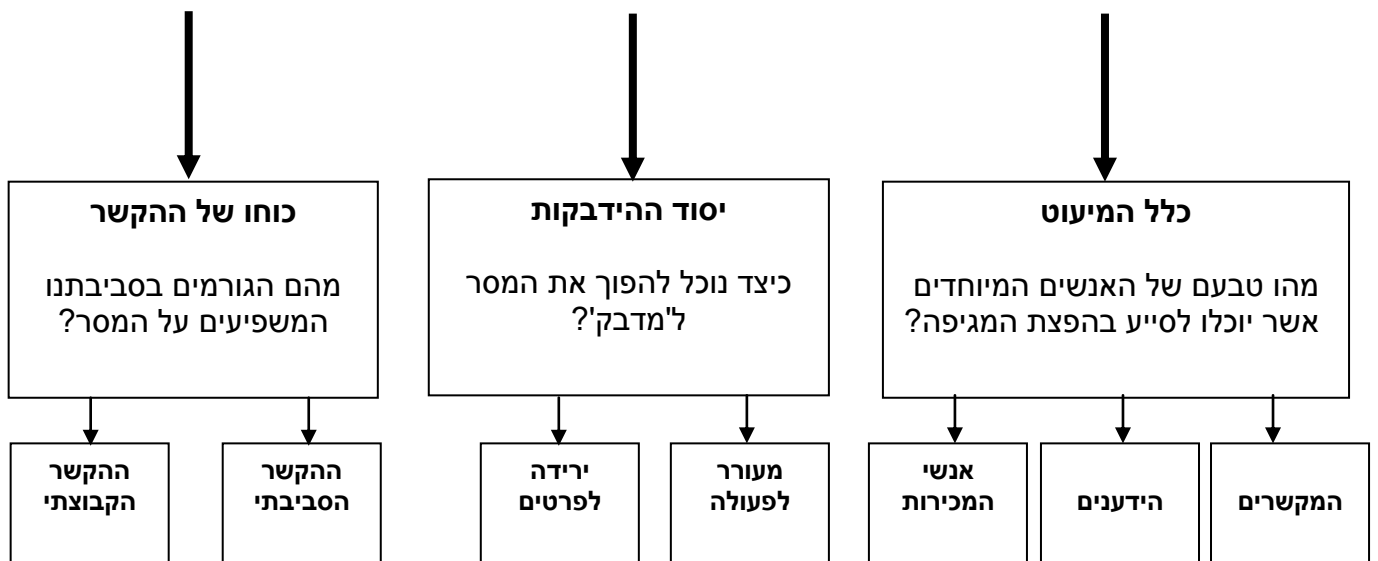 כלל המיעוט
מהו טבעם של האנשים המיוחדים
אשר יוכלו לסייע בהפצת המגיפה?
יסוד ההידבקות
כיצד נוכל להפוך את המסר
ל'מדבק'?
כוחו של ההקשר
מהם הגורמים בסביבתנו
המשפיעים על המסר?
המקשרים
הידענים
אנשי
המכירות
מעורר
לפעולה
ירידה
לפרטים
ההקשר
הסביבתי
ההקשר
הקבוצתי